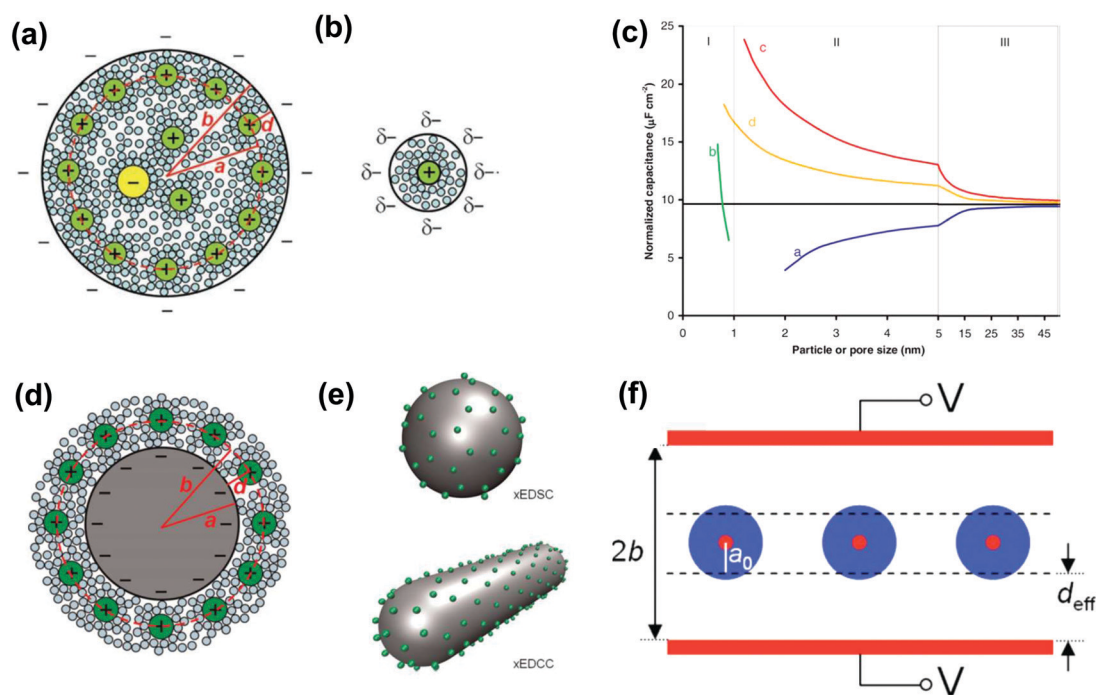 (a)
b
d
a
+
-
(b)
δ-
δ-
δ-
δ-
+
δ-
δ-
δ-
δ-
(c)
Normalized capacitance (µF cm⁻²)
25
20
15
10
5
0
I
II
III
c
d
b
a
0
1
2
3
4
5
15
25
35
45
Particle or pore size (nm)
(d)
b
d
a
+
-
(e)
xEDSC
xEDCC
(f)
V
2b
a₀
d_eff
V